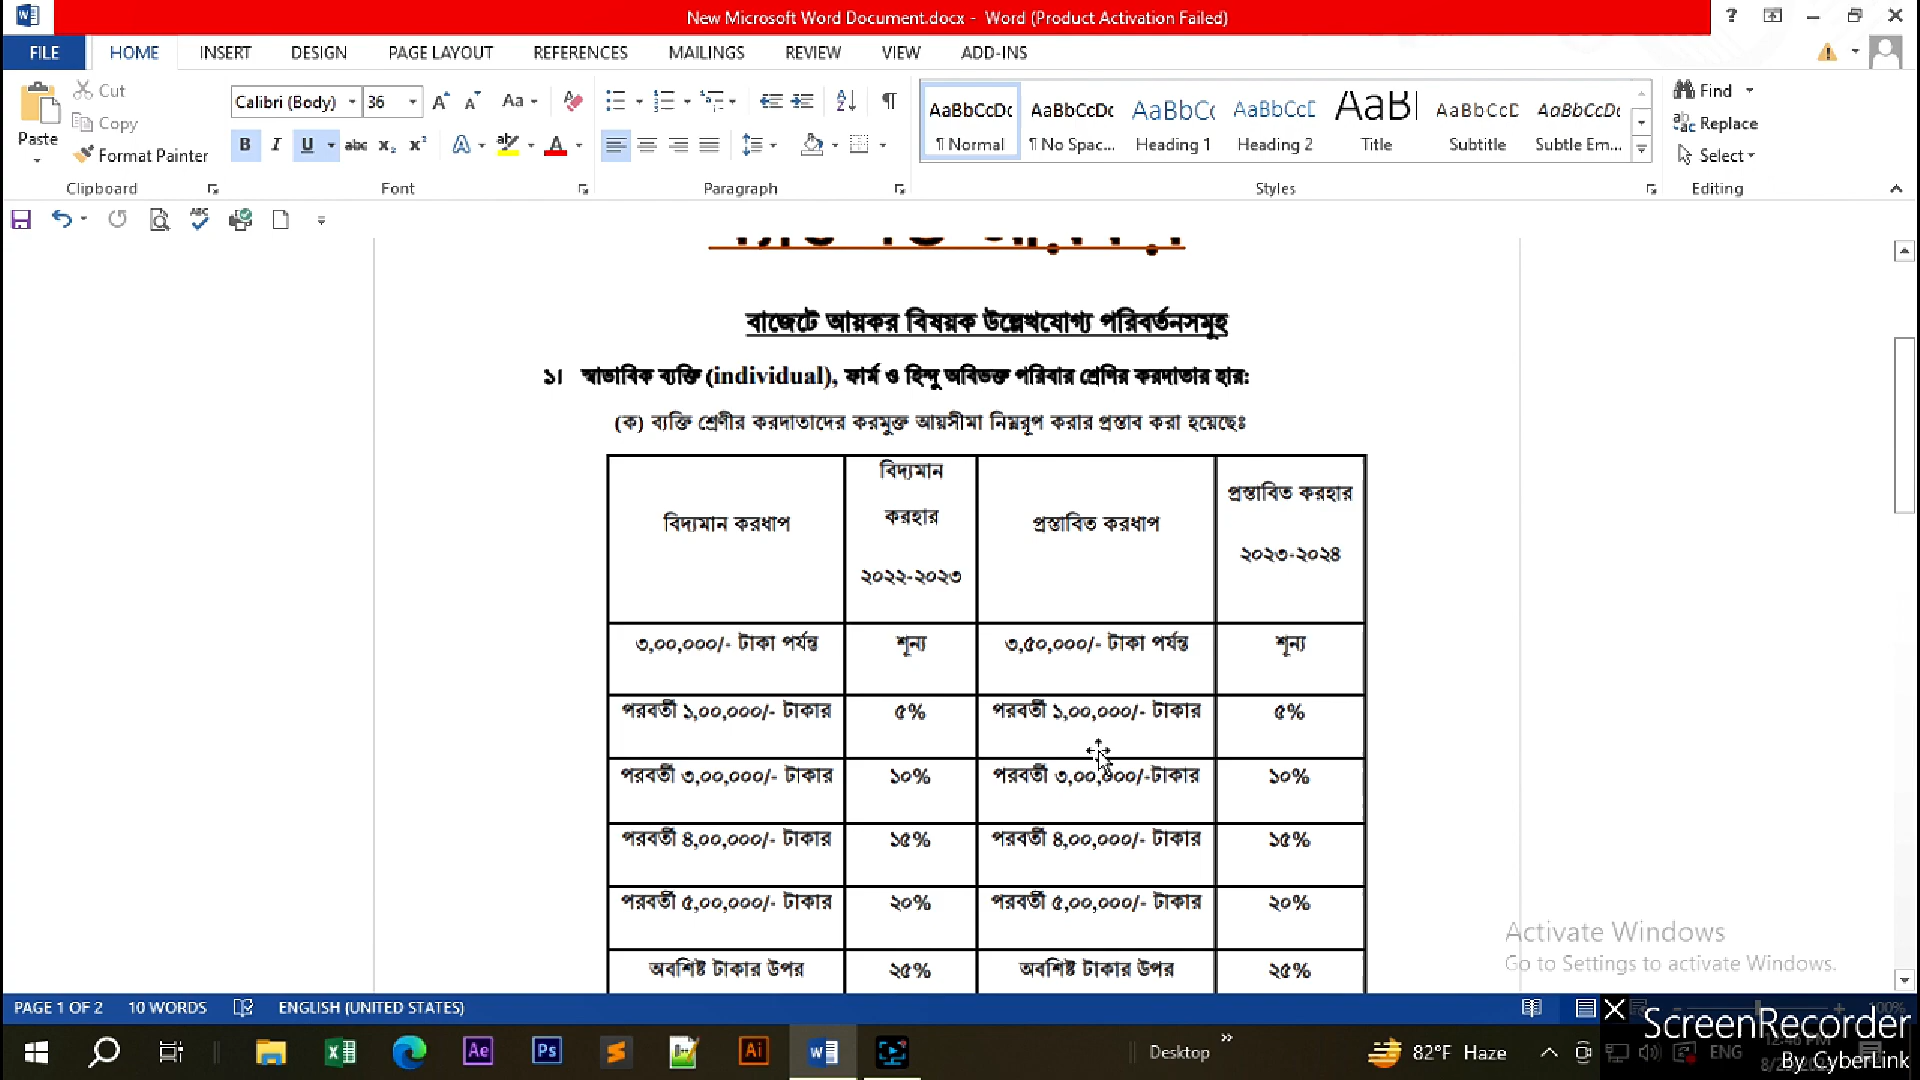 New Microsoft Word Document.docx - Word (Product Activation Failed)
FILE HOME INSERT DESIGN PAGE LAYOUT REFERENCES MAILINGS REVIEW VIEW ADD-INS
Paste
Cut
Copy
Format Painter
Clipboard
Calibri (Body) 36
Font
Paragraph
AaBbCcDc AaBbCcDc AaBbCc AaBbCcD AaB AaBbCcD AaBbCcDc
¶ Normal ¶ No Spac... Heading 1 Heading 2 Title Subtitle Subtle Em...
Styles
Find
Replace
Select
Editing
বাজেটে আয়কর বিষয়ক উল্লেখযোগ্য পরিবর্তনসমূহ
১। স্বাভাবিক ব্যক্তি (individual), ফার্ম ও হিন্দু অবিভক্ত পরিবার শ্রেণির করদাতার হার:
(ক) ব্যক্তি শ্রেণীর করদাতাদের করমুক্ত আয়সীমা নিম্নরূপ করার প্রস্তাব করা হয়েছেঃ
বিদ্যমান করধাপ বিদ্যমান করহার ২০২২-২০২৩ প্রস্তাবিত করধাপ প্রস্তাবিত করহার ২০২৩-২০২৪
৩,০০,০০০/- টাকা পর্যন্ত শূন্য ৩,৫০,০০০/- টাকা পর্যন্ত শূন্য
পরবর্তী ১,০০,০০০/- টাকার ৫% পরবর্তী ১,০০,০০০/- টাকার ৫%
পরবর্তী ৩,০০,০০০/- টাকার ১০% পরবর্তী ৩,০০,০০০/-টাকার ১০%
পরবর্তী ৪,০০,০০০/- টাকার ১৫% পরবর্তী ৪,০০,০০০/- টাকার ১৫%
পরবর্তী ৫,০০,০০০/- টাকার ২০% পরবর্তী ৫,০০,০০০/- টাকার ২০%
অবশিষ্ট টাকার উপর ২৫% অবশিষ্ট টাকার উপর ২৫%
Activate Windows
Go to Settings to activate Windows.
PAGE 1 OF 2 10 WORDS ENGLISH (UNITED STATES) 100%
Desktop 82°F Haze ENG
ScreenRecorder
By CyberLink